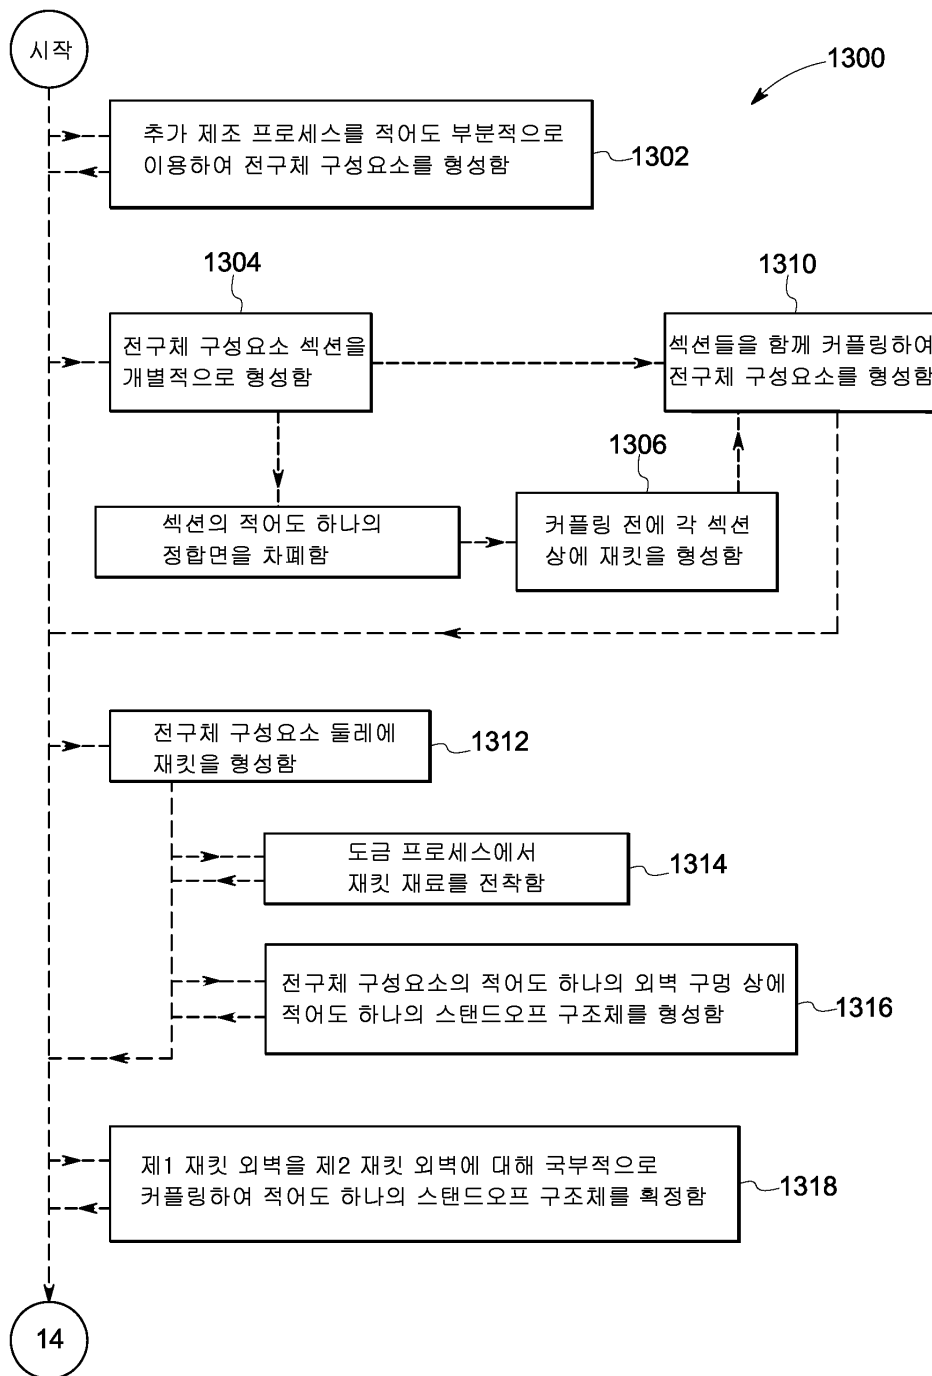 시작
1300
추가 제조 프로세스를 적어도 부분적으로
이용하여 전구체 구성요소를 형성함
1302
1304
1310
전구체 구성요소 섹션을
개별적으로 형성함
섹션들을 함께 커플링하여
전구체 구성요소를 형성함
1306
섹션의 적어도 하나의
정합면을 차폐함
커플링 전에 각 섹션
상에 재킷을 형성함
전구체 구성요소 둘레에
재킷을 형성함
1312
도금 프로세스에서
재킷 재료를 전착함
1314
전구체 구성요소의 적어도 하나의 외벽 구멍 상에
적어도 하나의 스탠드오프 구조체를 형성함
1316
제1 재킷 외벽을 제2 재킷 외벽에 대해 국부적으로
커플링하여 적어도 하나의 스탠드오프 구조체를 획정함
1318
14